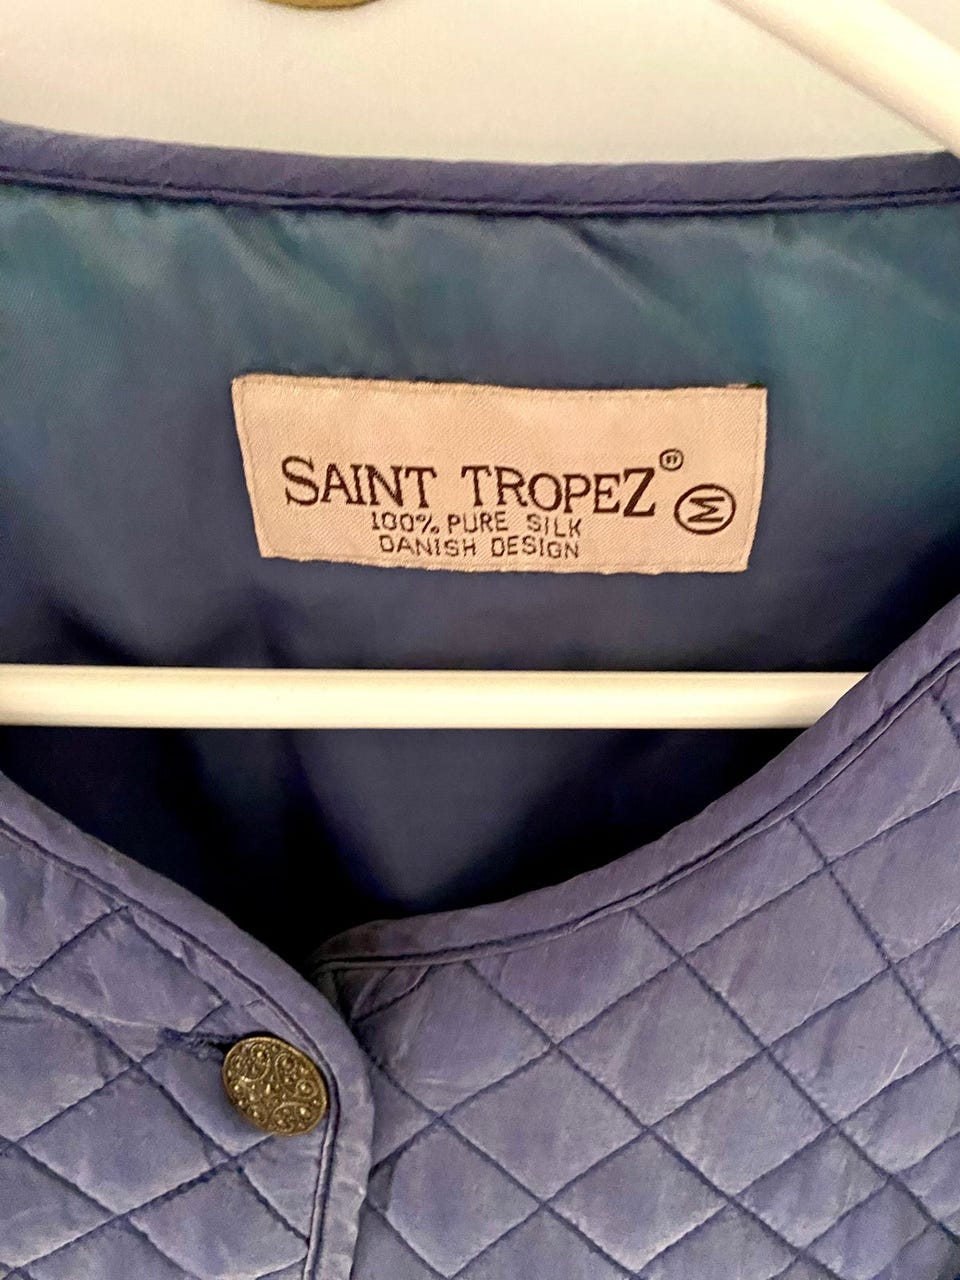 SAINT TROPEZ®
100% PURE SILK
DANISH DESIGN
M